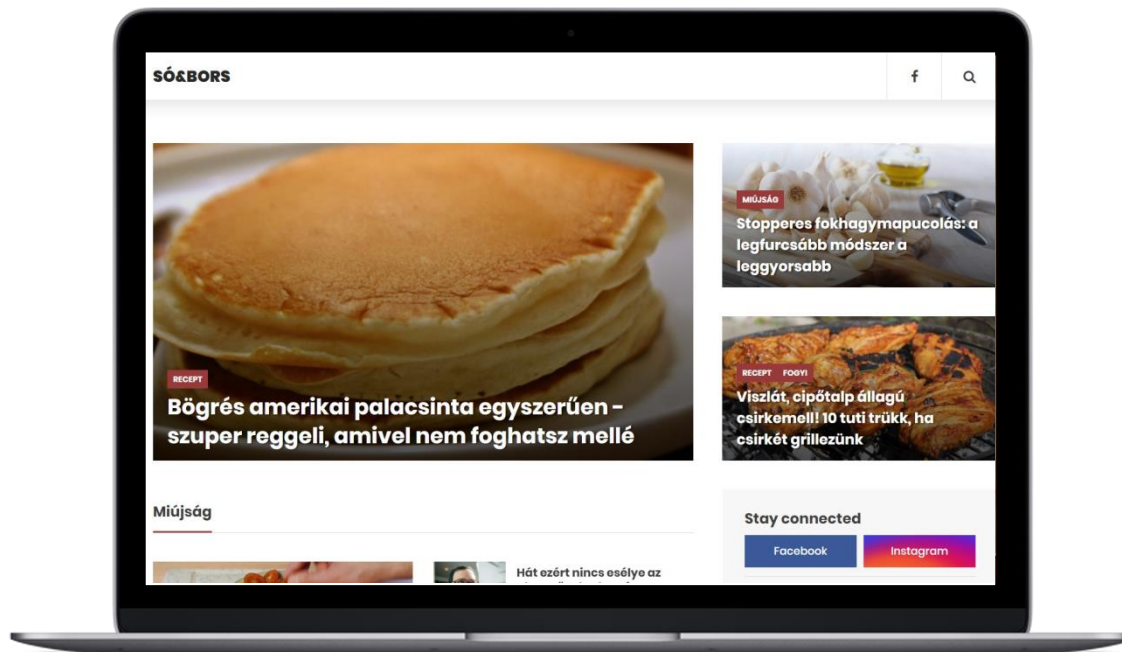 SÓ&BORS
RECEPT
Bögrés amerikai palacsinta egyszerűen -
szuper reggeli, amivel nem foghatsz mellé
MIÚJSÁG
Stopperes fokhagymapucolás: a
legfurcsább módszer a
leggyorsabb
RECEPT FOGYI
Viszlát, cipőtalp állagú
csirkemell! 10 tuti trükk, ha
csirkét grillezünk
Miújság
Hát ezért nincs esélye az
Stay connected
Facebook Instagram